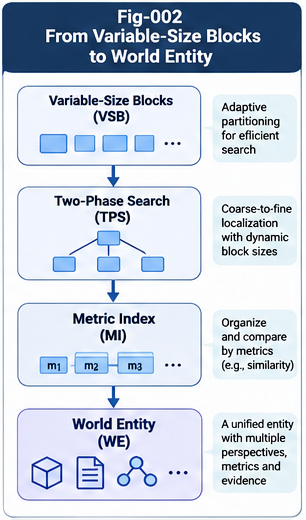 Fig-002
From Variable-Size Blocks
to World Entity
Variable-Size Blocks
(VSB)
...
Adaptive
partitioning
for efficient
search
Two-Phase Search
(TPS)
Coarse-to-fine
localization
with dynamic
block sizes
Metric Index
(MI)
m1 m2 m3 ...
Organize
and compare
by metrics
(e.g., similarity)
World Entity
(WE)
...
A unified entity
with multiple
perspectives,
metrics and
evidence